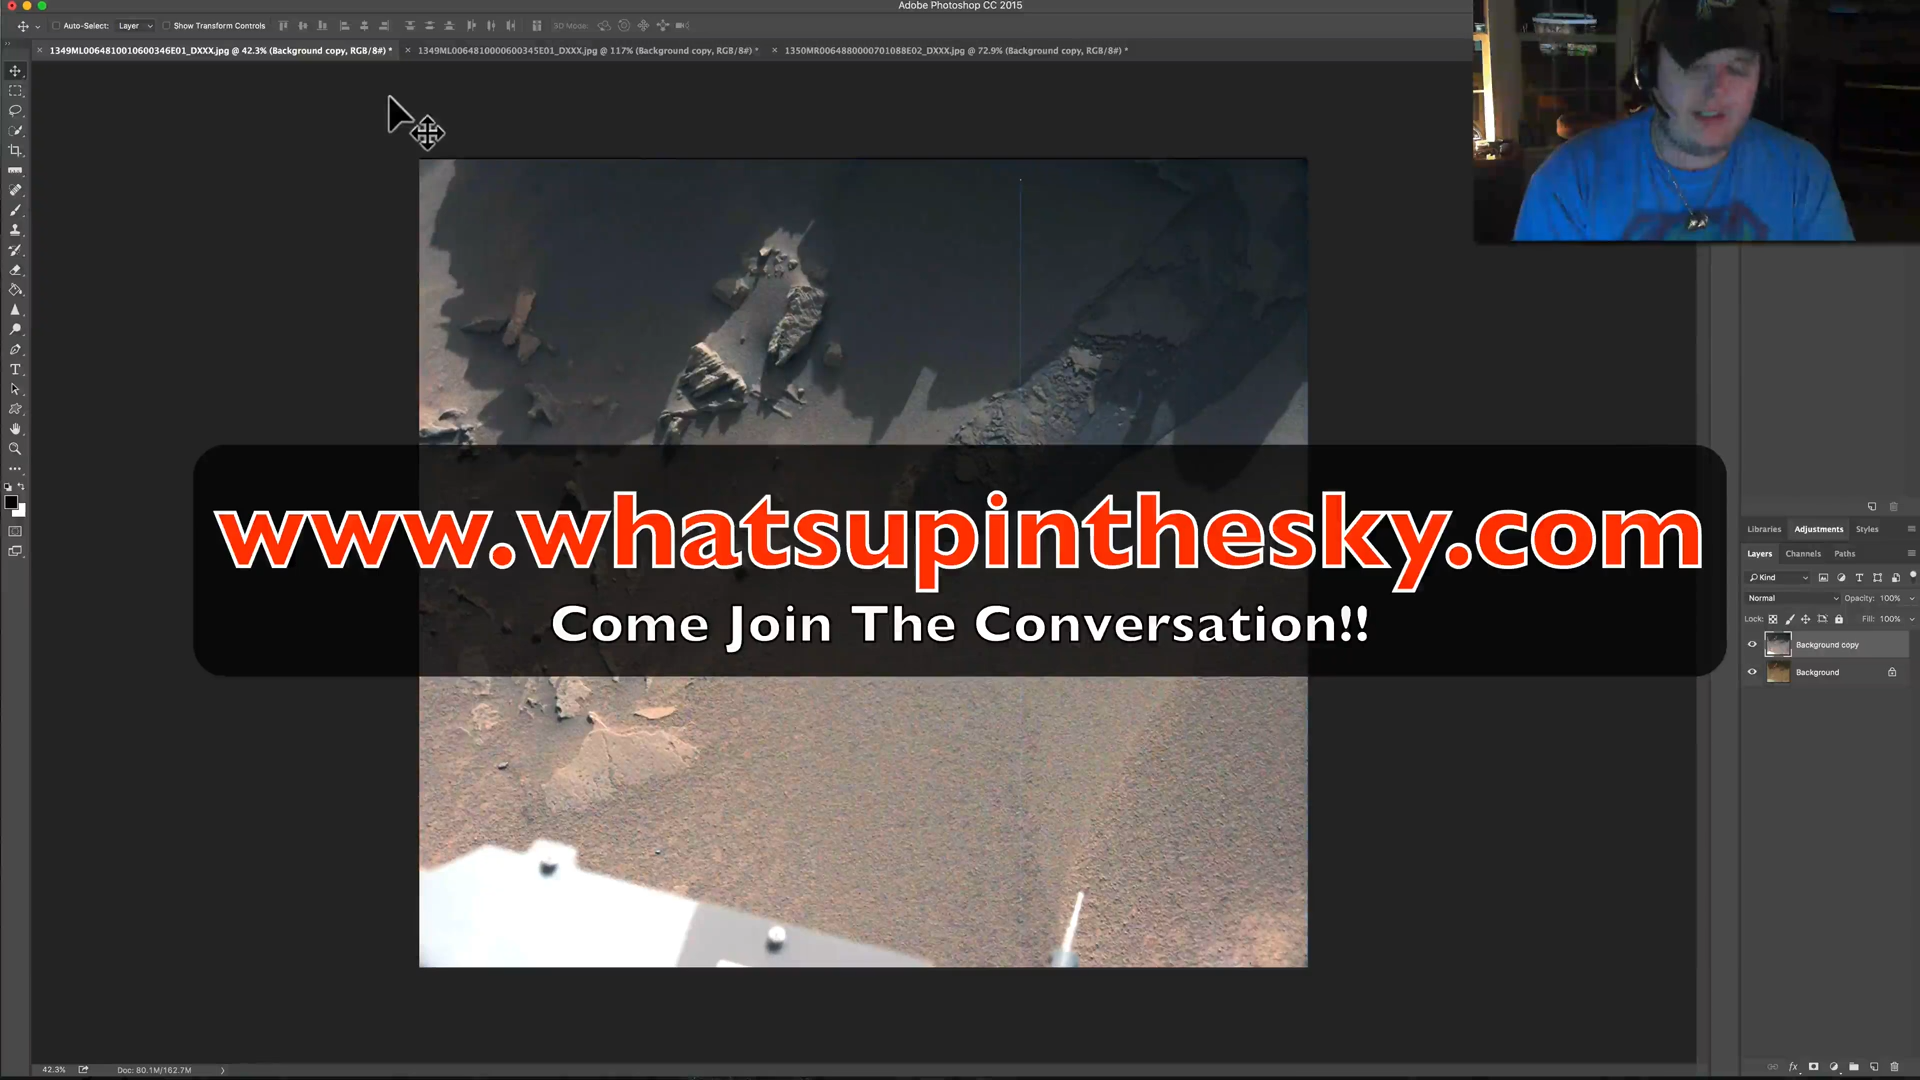 Adobe Photoshop CC 2015
Auto-Select: Layer Show Transform Controls 3D Mode:
1349ML0064810010600346E01_DXXX.jpg @ 42.3% (Background copy, RGB/8#) *
1349ML0064810000600345E01_DXXX.jpg @ 117% (Background copy, RGB/8#) *
1350MR0064880000701088E02_DXXX.jpg @ 72.9% (Background copy, RGB/8#) *
www.whatsupinthesky.com
Come Join The Conversation!!
Libraries Adjustments Styles
Layers Channels Paths
Kind
Normal Opacity: 100%
Lock: Fill: 100%
Background copy
Background
fx
42.3% Doc: 80.1M/162.7M